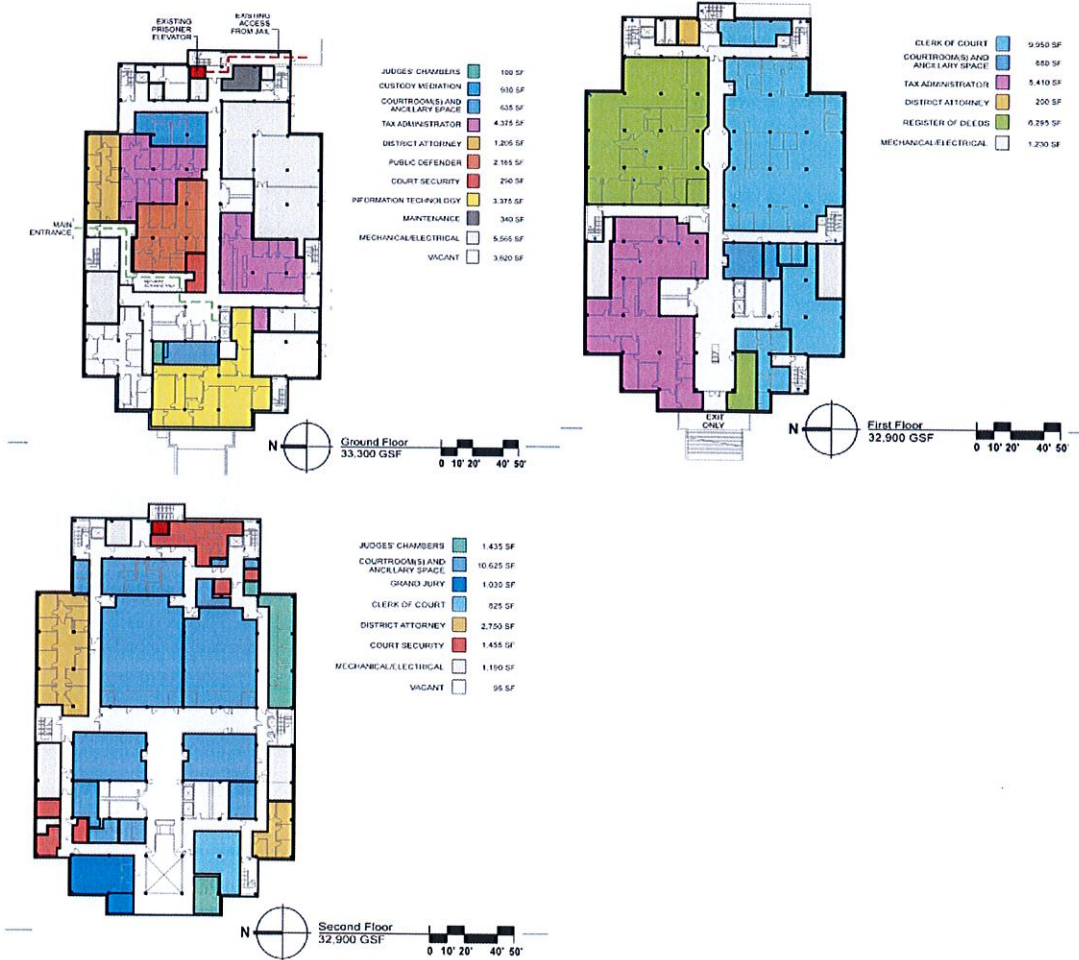 EXISTING
PRISONER
ELEVATOR
EXISTING
ACCESS
FROM JAIL
JUDGES' CHAMBERS 100 SF
CUSTODY MEDIATION 930 SF
COURTROOM(S) AND
ANCILLARY SPACE 635 SF
TAX ADMINISTRATOR 4,375 SF
DISTRICT ATTORNEY 1,205 SF
PUBLIC DEFENDER 2,165 SF
COURT SECURITY 290 SF
INFORMATION TECHNOLOGY 3,375 SF
MAINTENANCE 340 SF
MECHANICAL/ELECTRICAL 5,565 SF
VACANT 3,620 SF
MAIN
ENTRANCE
N
Ground Floor
33,300 GSF
0 10' 20' 40' 50'
CLERK OF COURT 9,950 SF
COURTROOM(S) AND
ANCILLARY SPACE 680 SF
TAX ADMINISTRATOR 5,410 SF
DISTRICT ATTORNEY 200 SF
REGISTER OF DEEDS 6,295 SF
MECHANICAL/ELECTRICAL 1,230 SF
EXIT
ONLY
N
First Floor
32,900 GSF
0 10' 20' 40' 50'
JUDGES' CHAMBERS 1,435 SF
COURTROOM(S) AND
ANCILLARY SPACE 10,625 SF
GRAND JURY 1,030 SF
CLERK OF COURT 825 SF
DISTRICT ATTORNEY 2,750 SF
COURT SECURITY 1,455 SF
MECHANICAL/ELECTRICAL 1,190 SF
VACANT 95 SF
N
Second Floor
32,900 GSF
0 10' 20' 40' 50'